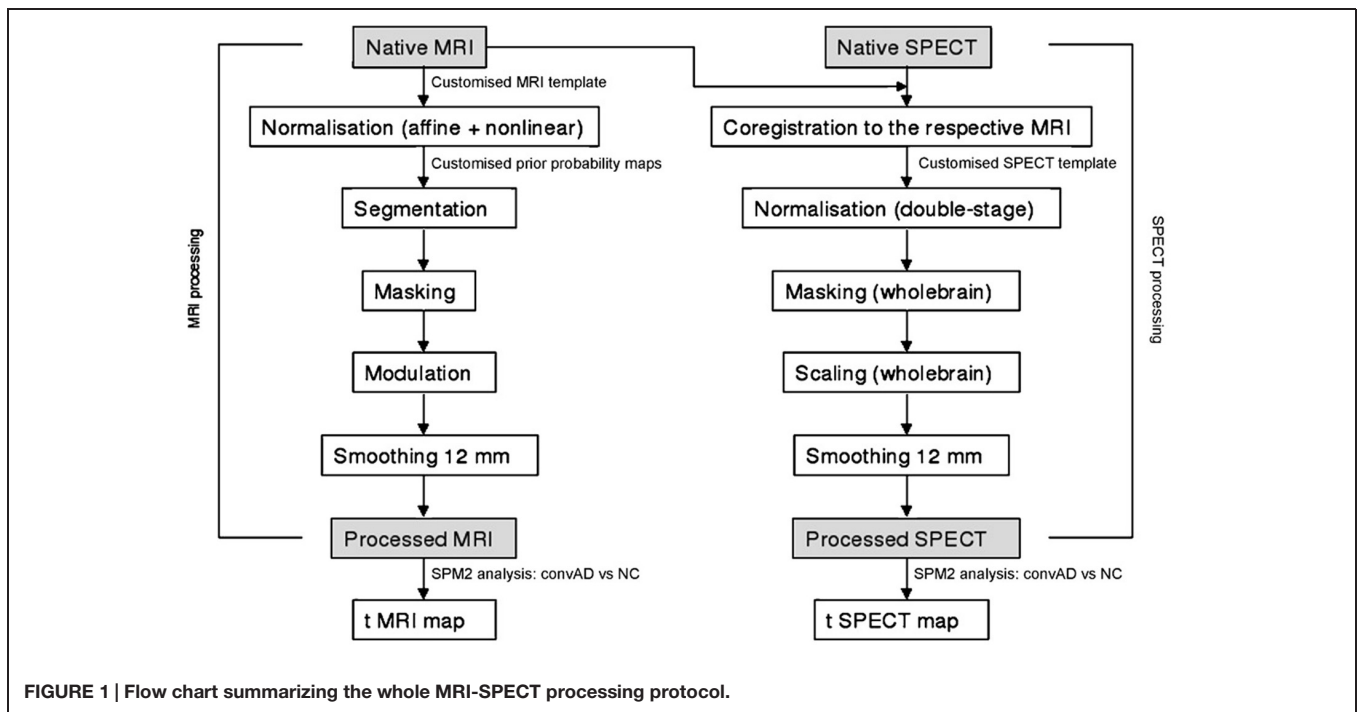 Native MRI
Customised MRI template
Normalisation (affine + nonlinear)
Customised prior probability maps
Segmentation
Masking
Modulation
Smoothing 12 mm
Processed MRI
SPM2 analysis: convAD vs NC
t MRI map
MRI processing
Native SPECT
Coregistration to the respective MRI
Customised SPECT template
Normalisation (double-stage)
Masking (wholebrain)
Scaling (wholebrain)
Smoothing 12 mm
Processed SPECT
SPM2 analysis: convAD vs NC
t SPECT map
SPECT processing
FIGURE 1 | Flow chart summarizing the whole MRI-SPECT processing protocol.